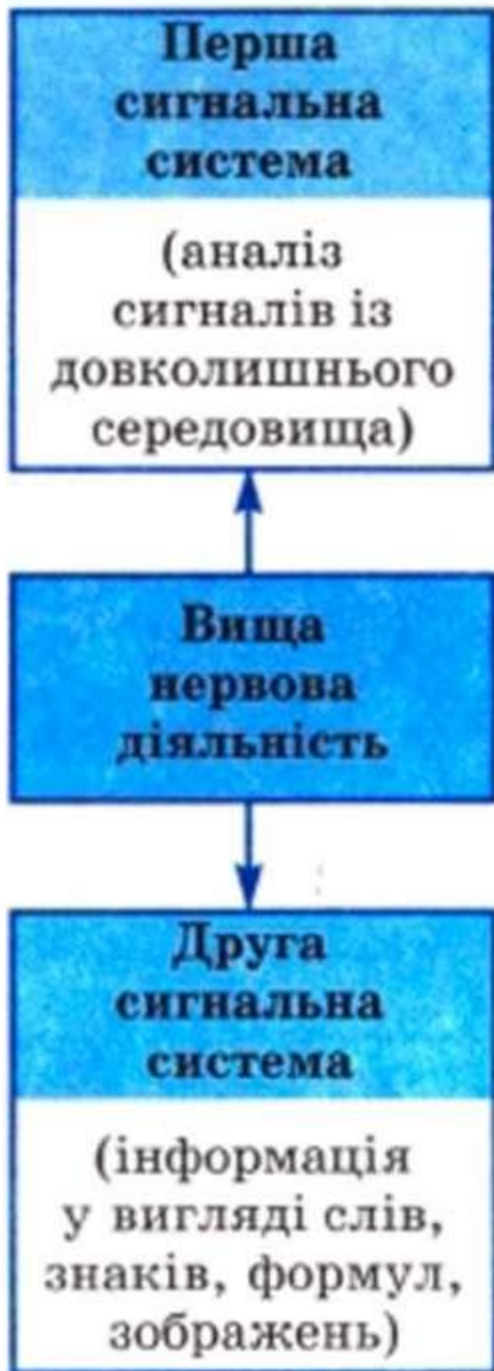 Перша
сигнальна
система
(аналіз
сигналів із
довколишнього
середовища)
Вища
нервова
діяльність
Друга
сигнальна
система
(інформація
у вигляді слів,
знаків, формул,
зображень)